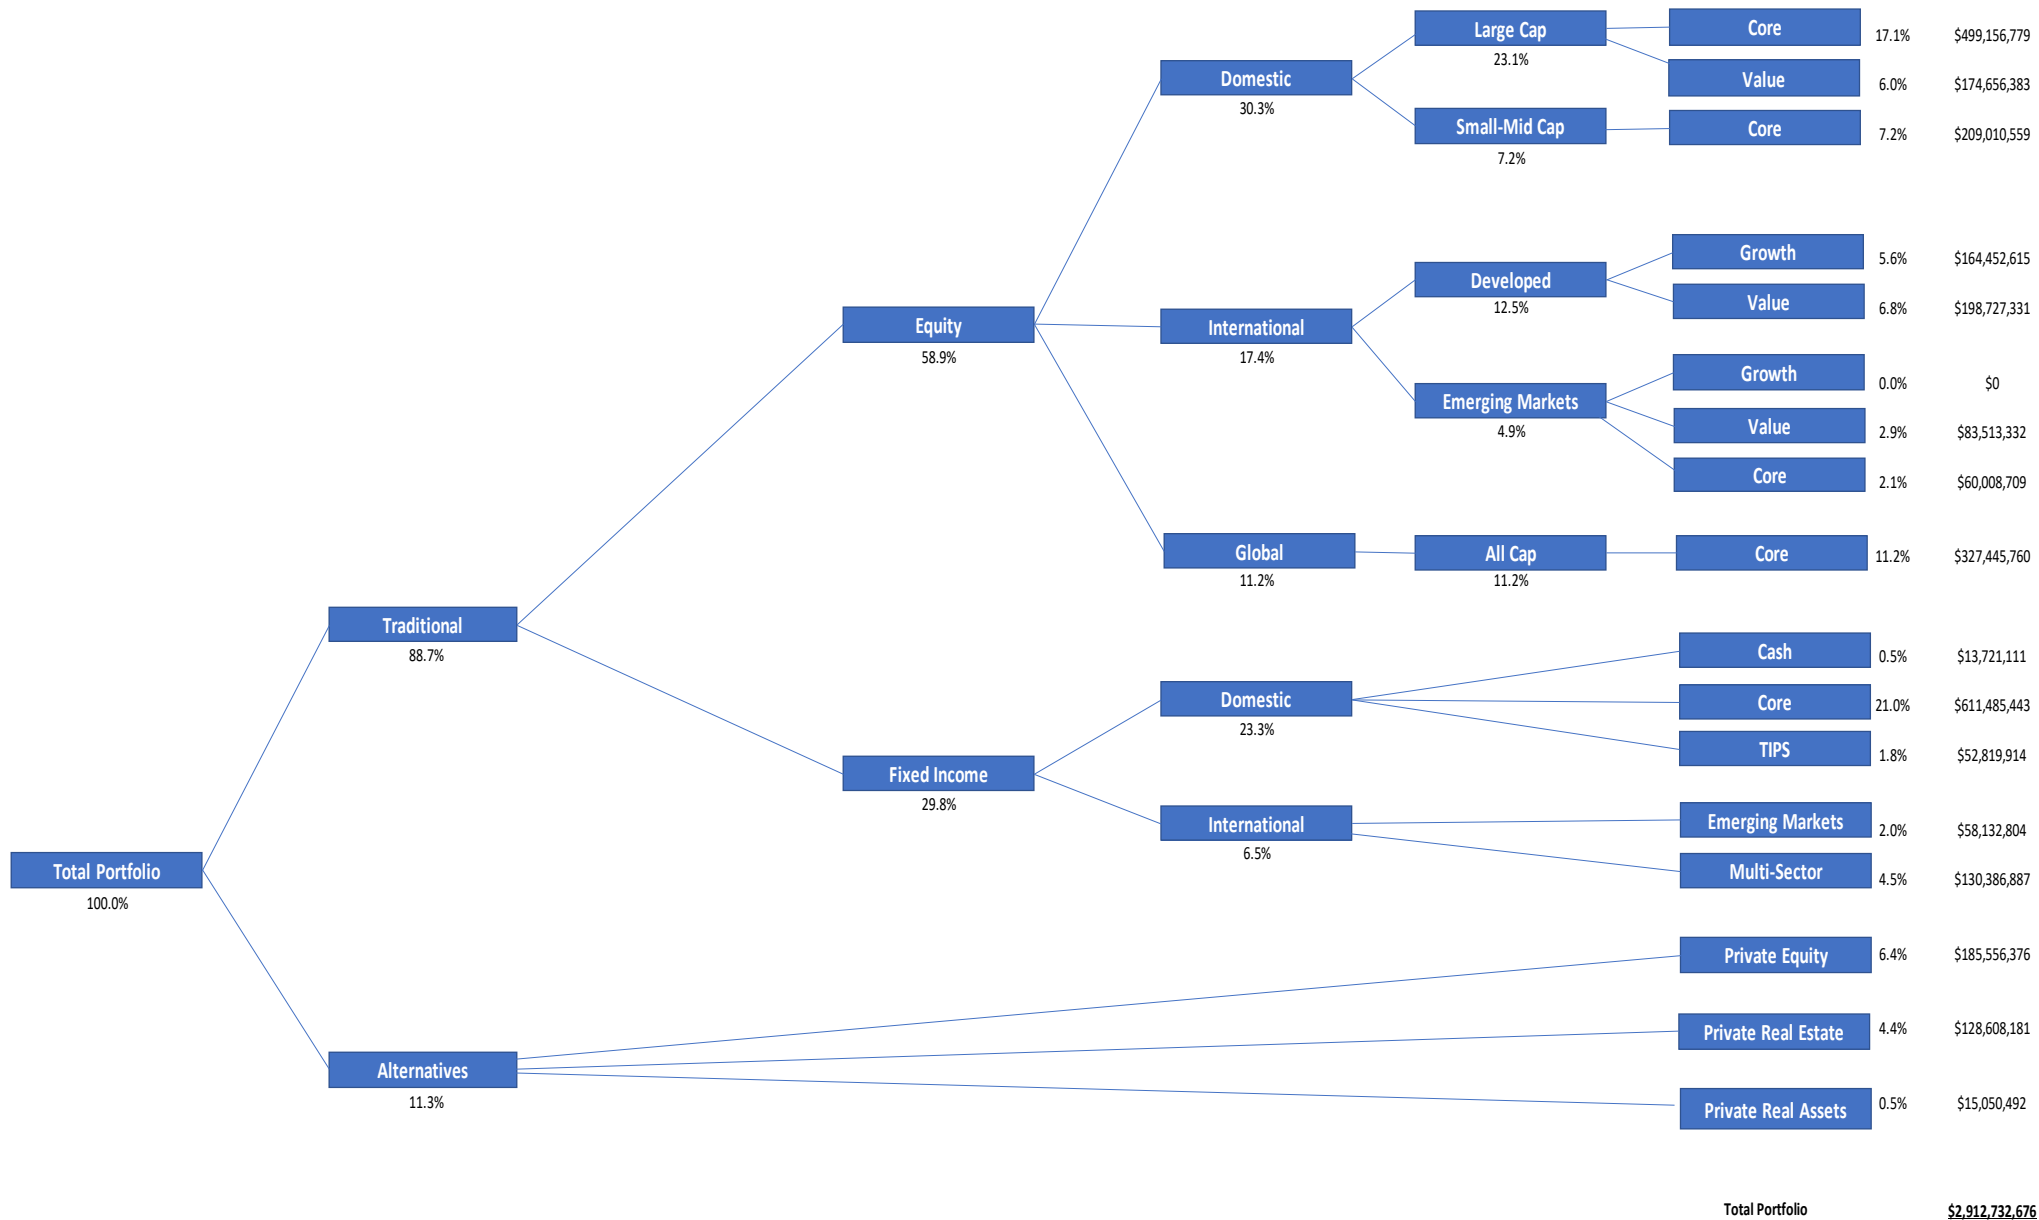 Large Cap
23.1%
Core
17.1% $499,156,779
Domestic
30.3%
Value
6.0% $174,656,383
Small-Mid Cap
7.2%
Core
7.2% $209,010,559
Growth
5.6% $164,452,615
Developed
12.5%
Value
6.8% $198,727,331
Equity
58.9%
International
17.4%
Growth
0.0% $0
Emerging Markets
4.9%
Value
2.9% $83,513,332
Core
2.1% $60,008,709
Global
11.2%
All Cap
11.2%
Core
11.2% $327,445,760
Traditional
88.7%
Cash
0.5% $13,721,111
Domestic
23.3%
Core
21.0% $611,485,443
TIPS
1.8% $52,819,914
Fixed Income
29.8%
International
6.5%
Emerging Markets
2.0% $58,132,804
Multi-Sector
4.5% $130,386,887
Total Portfolio
100.0%
Private Equity
6.4% $185,556,376
Private Real Estate
4.4% $128,608,181
Alternatives
11.3%
Private Real Assets
0.5% $15,050,492
Total Portfolio $2,912,732,676